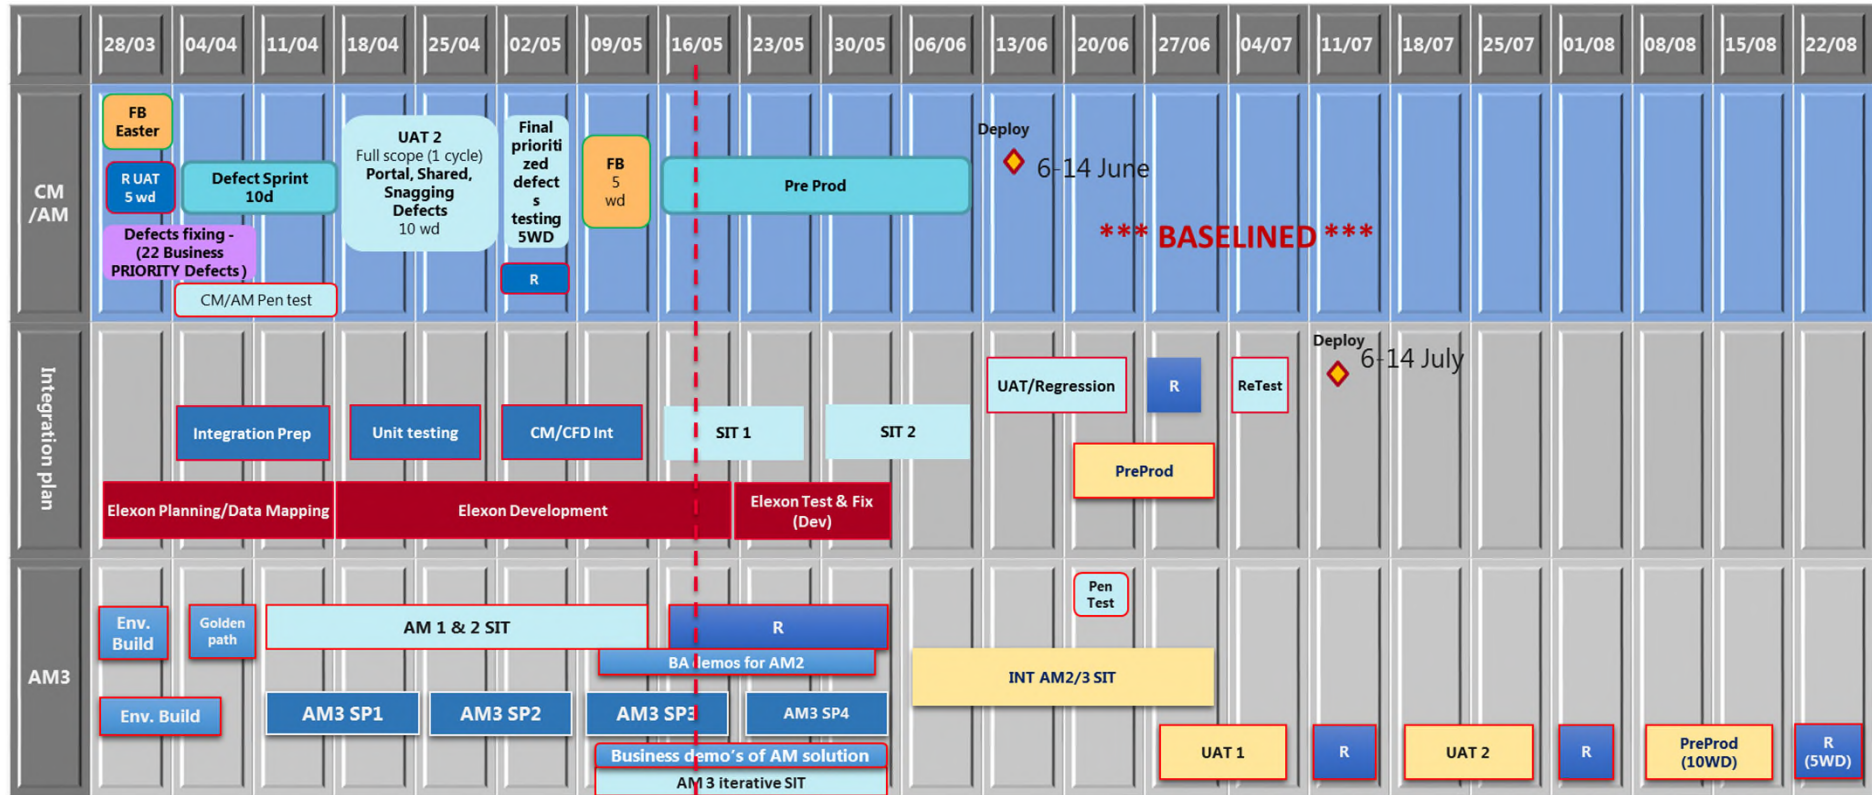 28/03 04/04 11/04 18/04 25/04 02/05 09/05 16/05 23/05 30/05 06/06 13/06 20/06 27/06 04/07 11/07 18/07 25/07 01/08 08/08 15/08 22/08
CM
/AM
FB
Easter
R UAT
5 wd
Defects fixing -
(22 Business
PRIORITY Defects)
Defect Sprint
10d
CM/AM Pen test
UAT 2
Full scope (1 cycle)
Portal, Shared,
Snagging
Defects
10 wd
Final
prioriti
zed
defect
s
testing
5WD
R
FB
5
wd
Pre Prod
Deploy
6-14 June
*** BASELINED ***
Integration plan
Integration Prep
Unit testing
CM/CFD Int
SIT 1
SIT 2
UAT/Regression
R
ReTest
Deploy
6-14 July
PreProd
Elexon Planning/Data Mapping
Elexon Development
Elexon Test & Fix
(Dev)
AM3
Env.
Build
Golden
path
AM 1 & 2 SIT
R
BA demos for AM2
Pen
Test
INT AM2/3 SIT
Env. Build
AM3 SP1
AM3 SP2
AM3 SP3
AM3 SP4
Business demo's of AM solution
AM 3 iterative SIT
UAT 1
R
UAT 2
R
PreProd
(10WD)
R
(5WD)